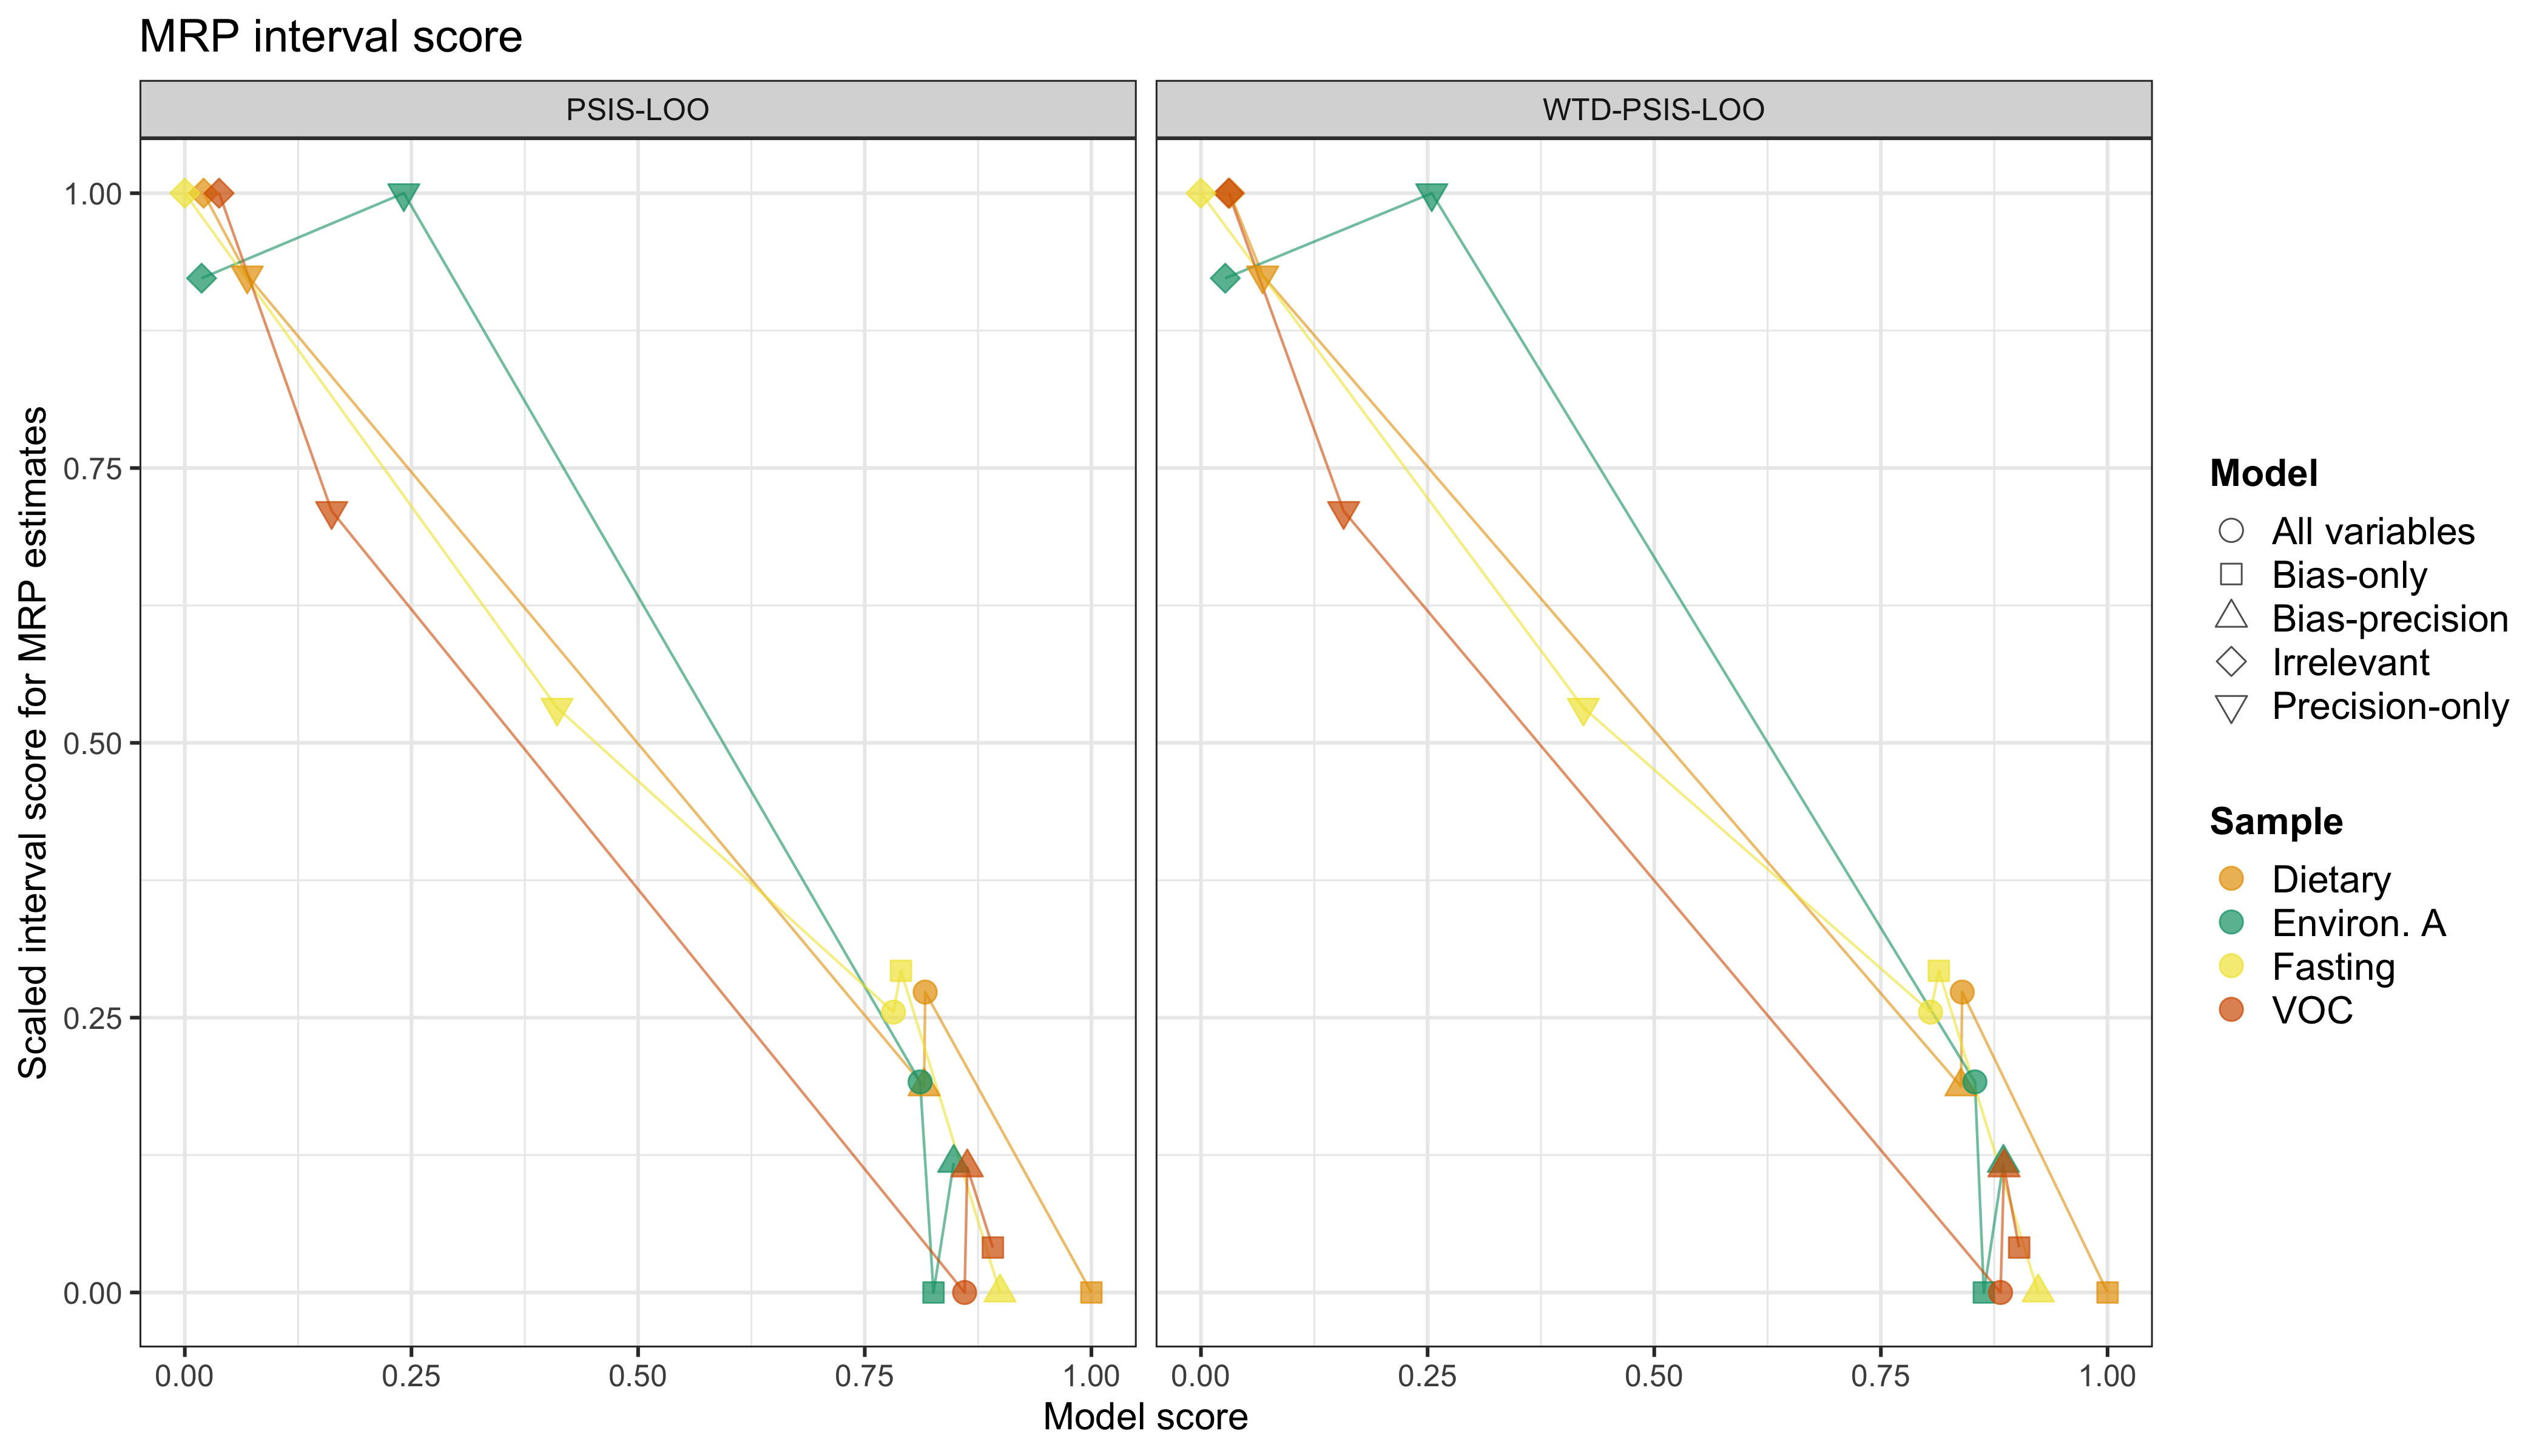 MRP interval score
PSIS-LOO
WTD-PSIS-LOO
Scaled interval score for MRP estimates
1.00
0.75
0.50
0.25
0.00
0.00 0.25 0.50 0.75 1.00
0.00 0.25 0.50 0.75 1.00
Model score
Model
All variables
Bias-only
Bias-precision
Irrelevant
Precision-only
Sample
Dietary
Environ. A
Fasting
VOC